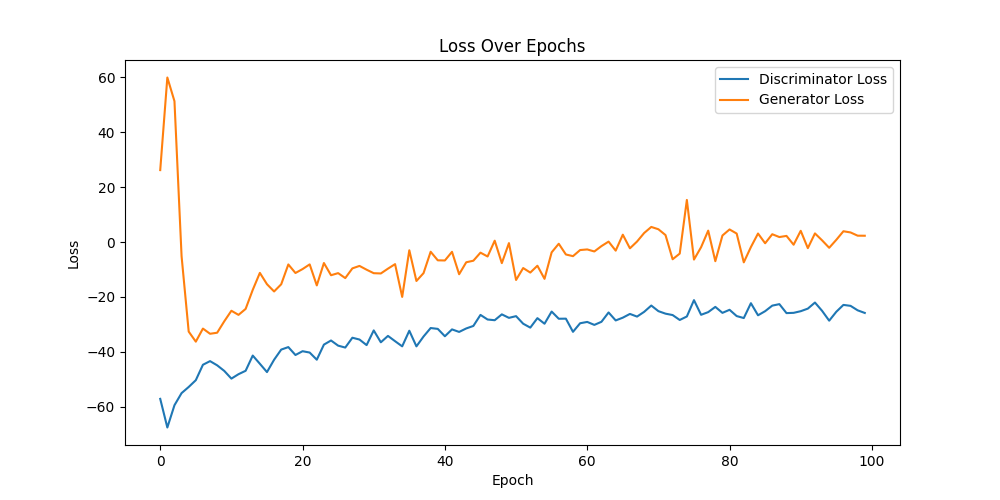 Loss Over Epochs
Discriminator Loss
Generator Loss
60
40
20
0
−20
−40
−60
Loss
0 20 40 60 80 100
Epoch